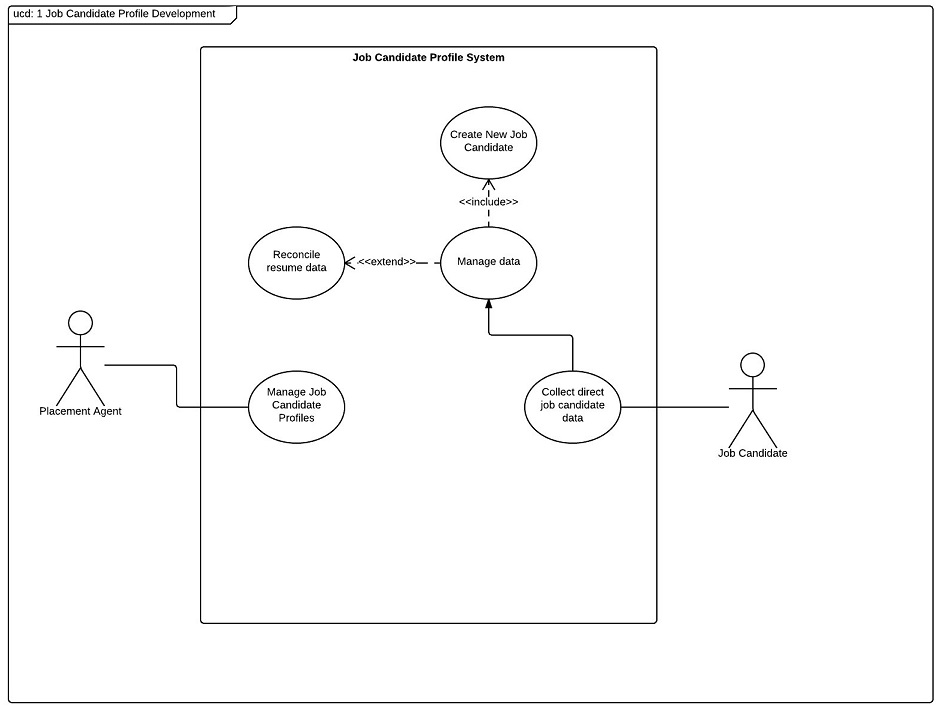 ucd: 1 Job Candidate Profile Development
Job Candidate Profile System
Create New Job
Candidate
<<include>>
Reconcile
resume data
<<extend>>
Manage data
Placement Agent
Manage Job
Candidate
Profiles
Collect direct
job candidate
data
Job Candidate